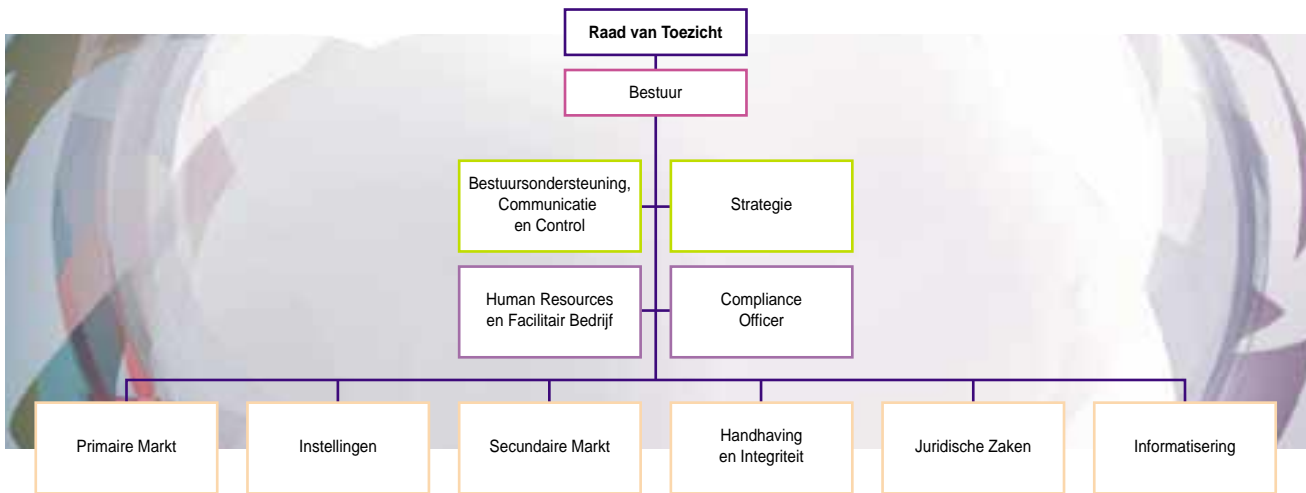 Raad van Toezicht
Bestuur
Bestuursondersteuning,
Communicatie
en Control
Strategie
Human Resources
en Facilitair Bedrijf
Compliance
Officer
Primaire Markt
Instellingen
Secundaire Markt
Handhaving
en Integriteit
Juridische Zaken
Informatisering